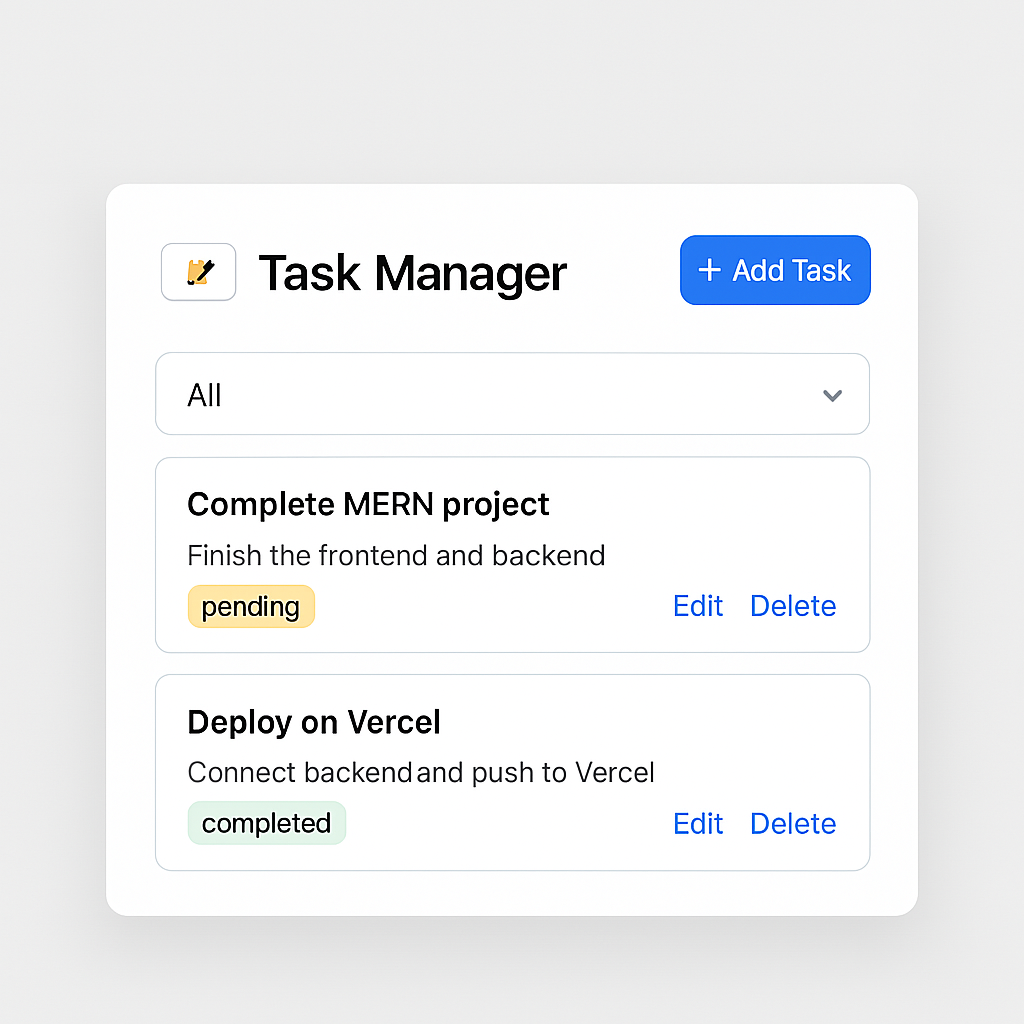 Task Manager
+ Add Task
All
Complete MERN project
Finish the frontend and backend
pending
Edit Delete
Deploy on Vercel
Connect backend and push to Vercel
completed
Edit Delete